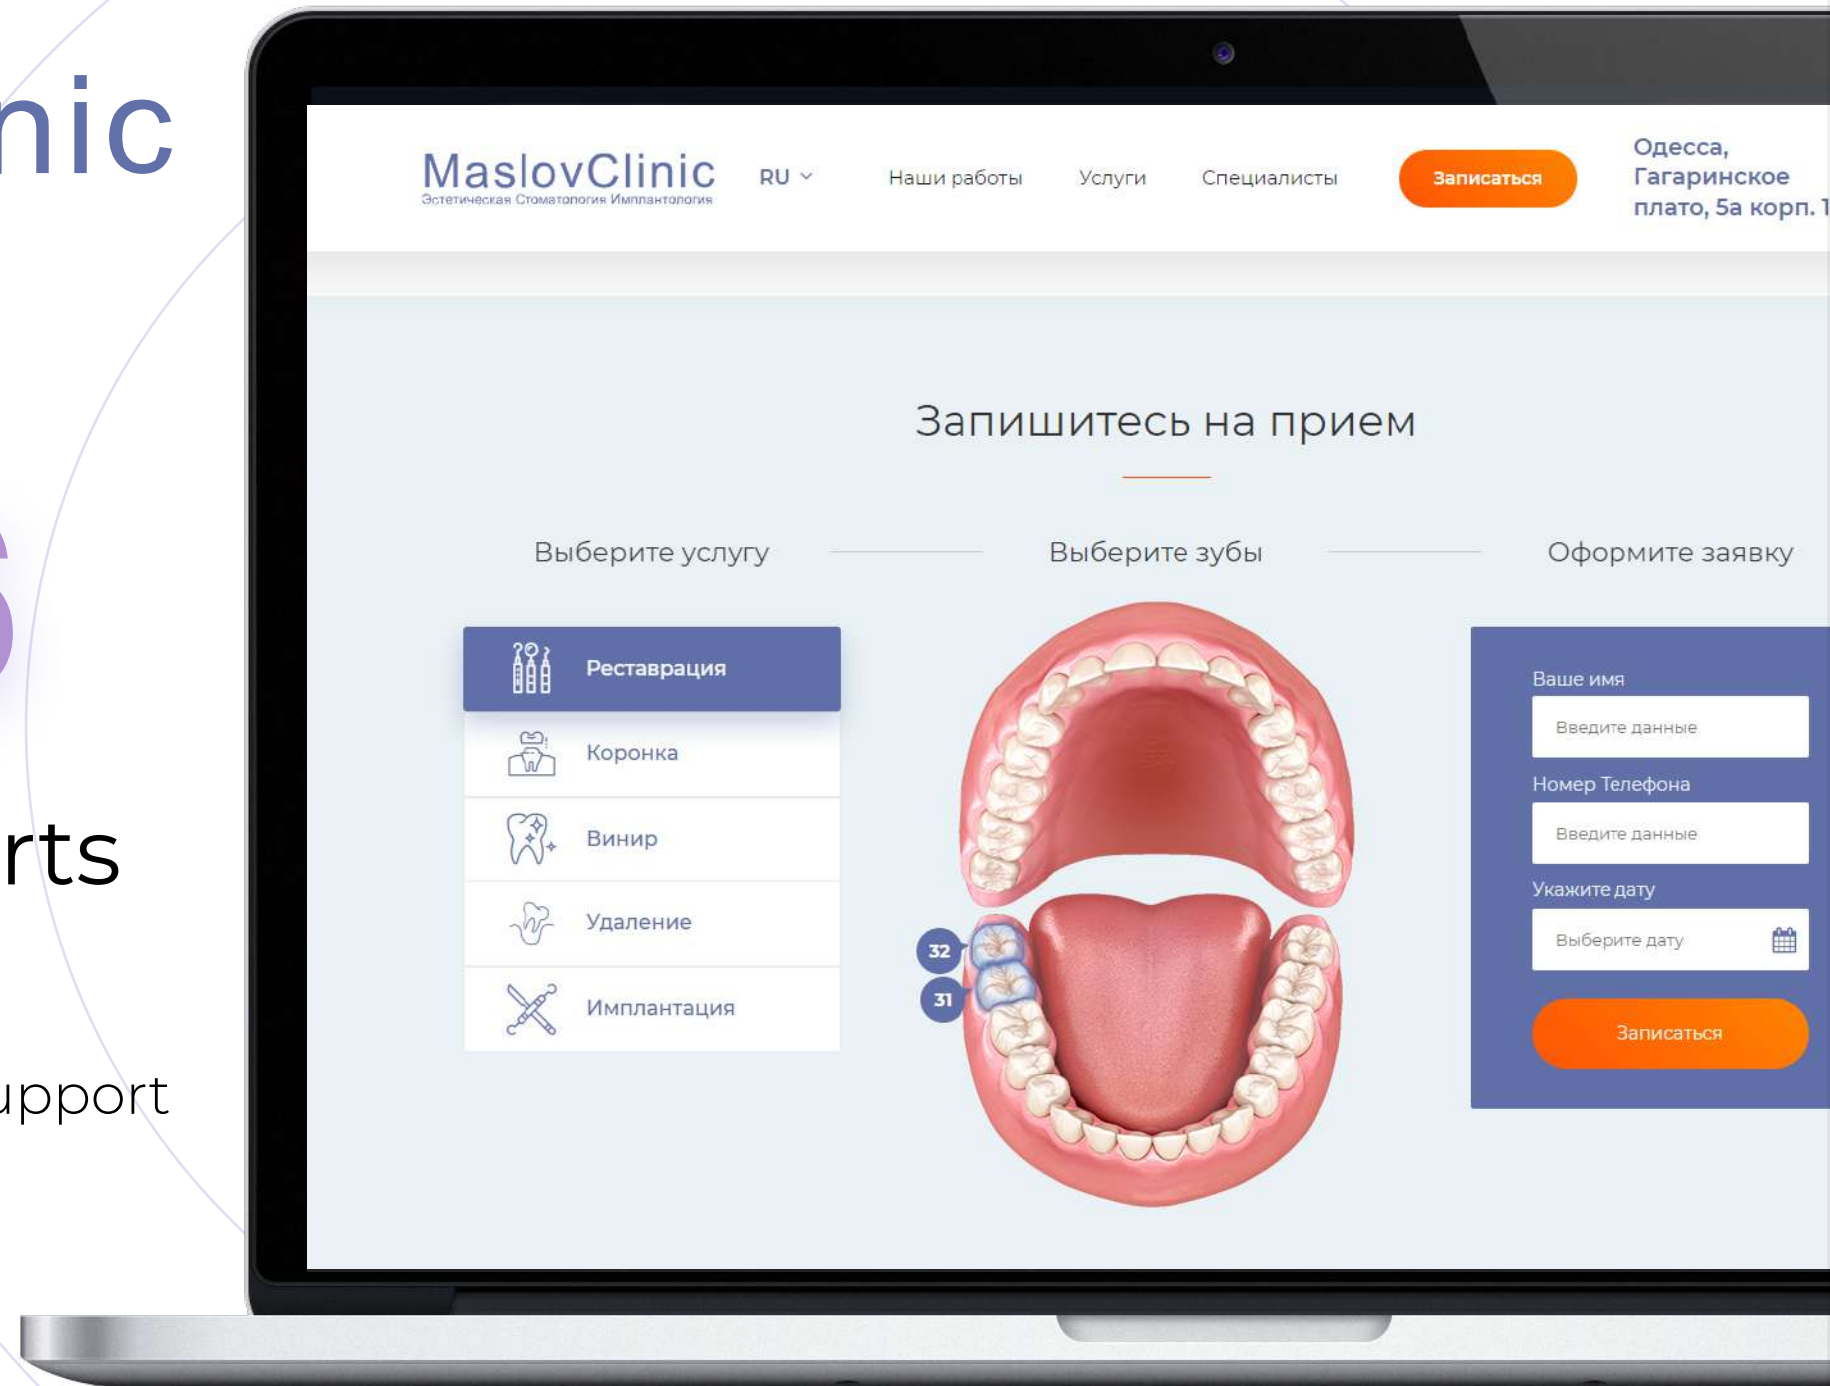 nic
MaslovClinic
Эстетическая Стоматология Имплантология
RU
Наши работы
Услуги
Специалисты
Записаться
Одесса,
Гагаринское
плато, 5а корп. 1
Запишитесь на прием
Выберите услугу
Выберите зубы
Оформите заявку
Реставрация
Коронка
Винир
Удаление
Имплантация
32
31
Ваше имя
Введите данные
Номер Телефона
Введите данные
Укажите дату
Выберите дату
Записаться
rts
upport